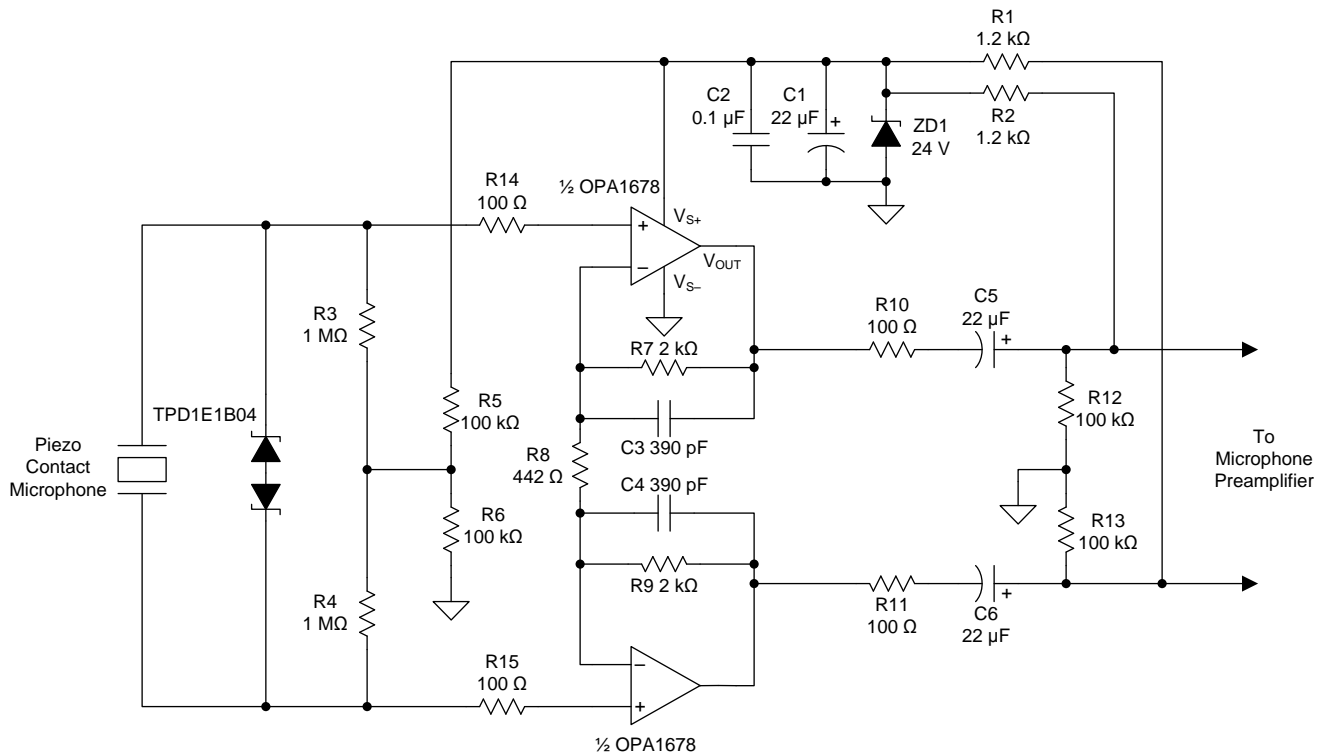 R1
1.2 kΩ
R2
1.2 kΩ
C2
0.1 µF
C1
22 µF
+
ZD1
24 V
R14
100 Ω
½ OPA1678
VS+
+
–
VOUT
VS–
R3
1 MΩ
R10
100 Ω
C5
22 µF
+
R7 2 kΩ
TPD1E1B04
R5
100 kΩ
R12
100 kΩ
C3 390 pF
Piezo
Contact
Microphone
R8
442 Ω
To
Microphone
Preamplifier
C4 390 pF
R6
100 kΩ
R13
100 kΩ
R9 2 kΩ
R4
1 MΩ
R11
100 Ω
C6
22 µF
+
R15
100 Ω
–
+
½ OPA1678